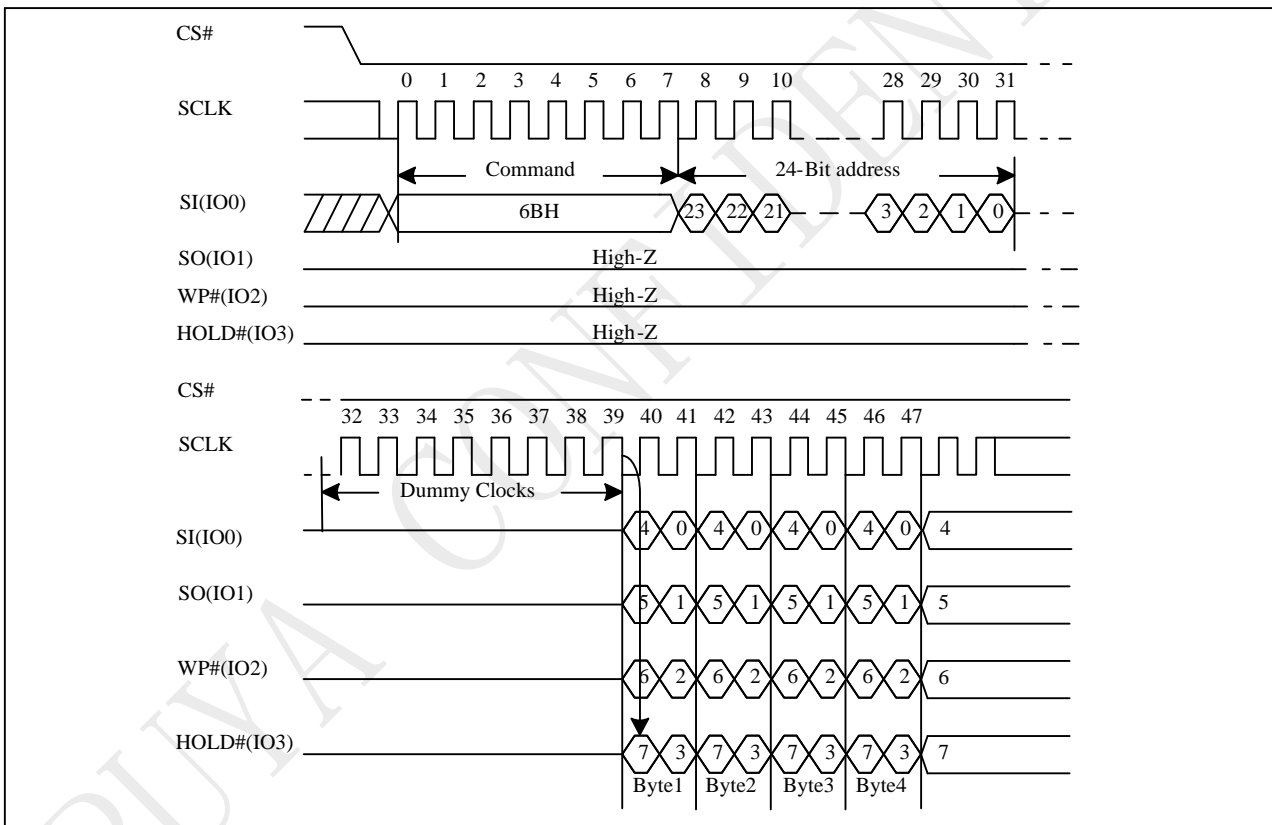 CS#
0 1 2 3 4 5 6 7 8 9 10 28 29 30 31
SCLK
Command 24-Bit address
SI(IO0) 6BH 23 22 21 3 2 1 0
SO(IO1) High-Z
WP#(IO2) High-Z
HOLD#(IO3) High-Z
CS#
32 33 34 35 36 37 38 39 40 41 42 43 44 45 46 47
SCLK
Dummy Clocks
SI(IO0) 4 0 4 0 4 0 4 0 4
SO(IO1) 5 1 5 1 5 1 5 1 5
WP#(IO2) 6 2 6 2 6 2 6 2 6
HOLD#(IO3) 7 3 7 3 7 3 7 3 7
Byte1 Byte2 Byte3 Byte4
PUYA CONFIDEN